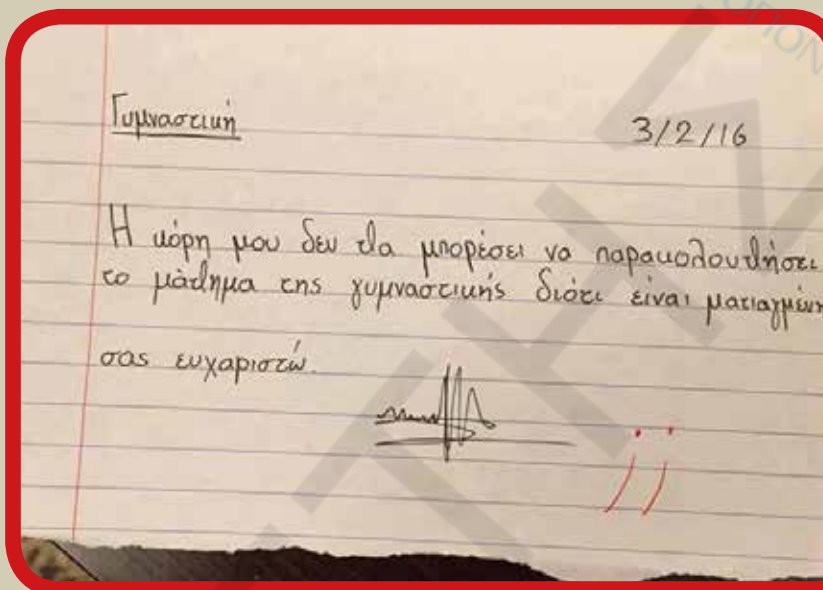 Γυμναστική
3/2/16
Η κόρη μου δεν θα μπορέσει να παρακολουθήσει
το μάθημα της γυμναστικής διότι είναι ματιαγμένη
σας ευχαριστώ.
;;